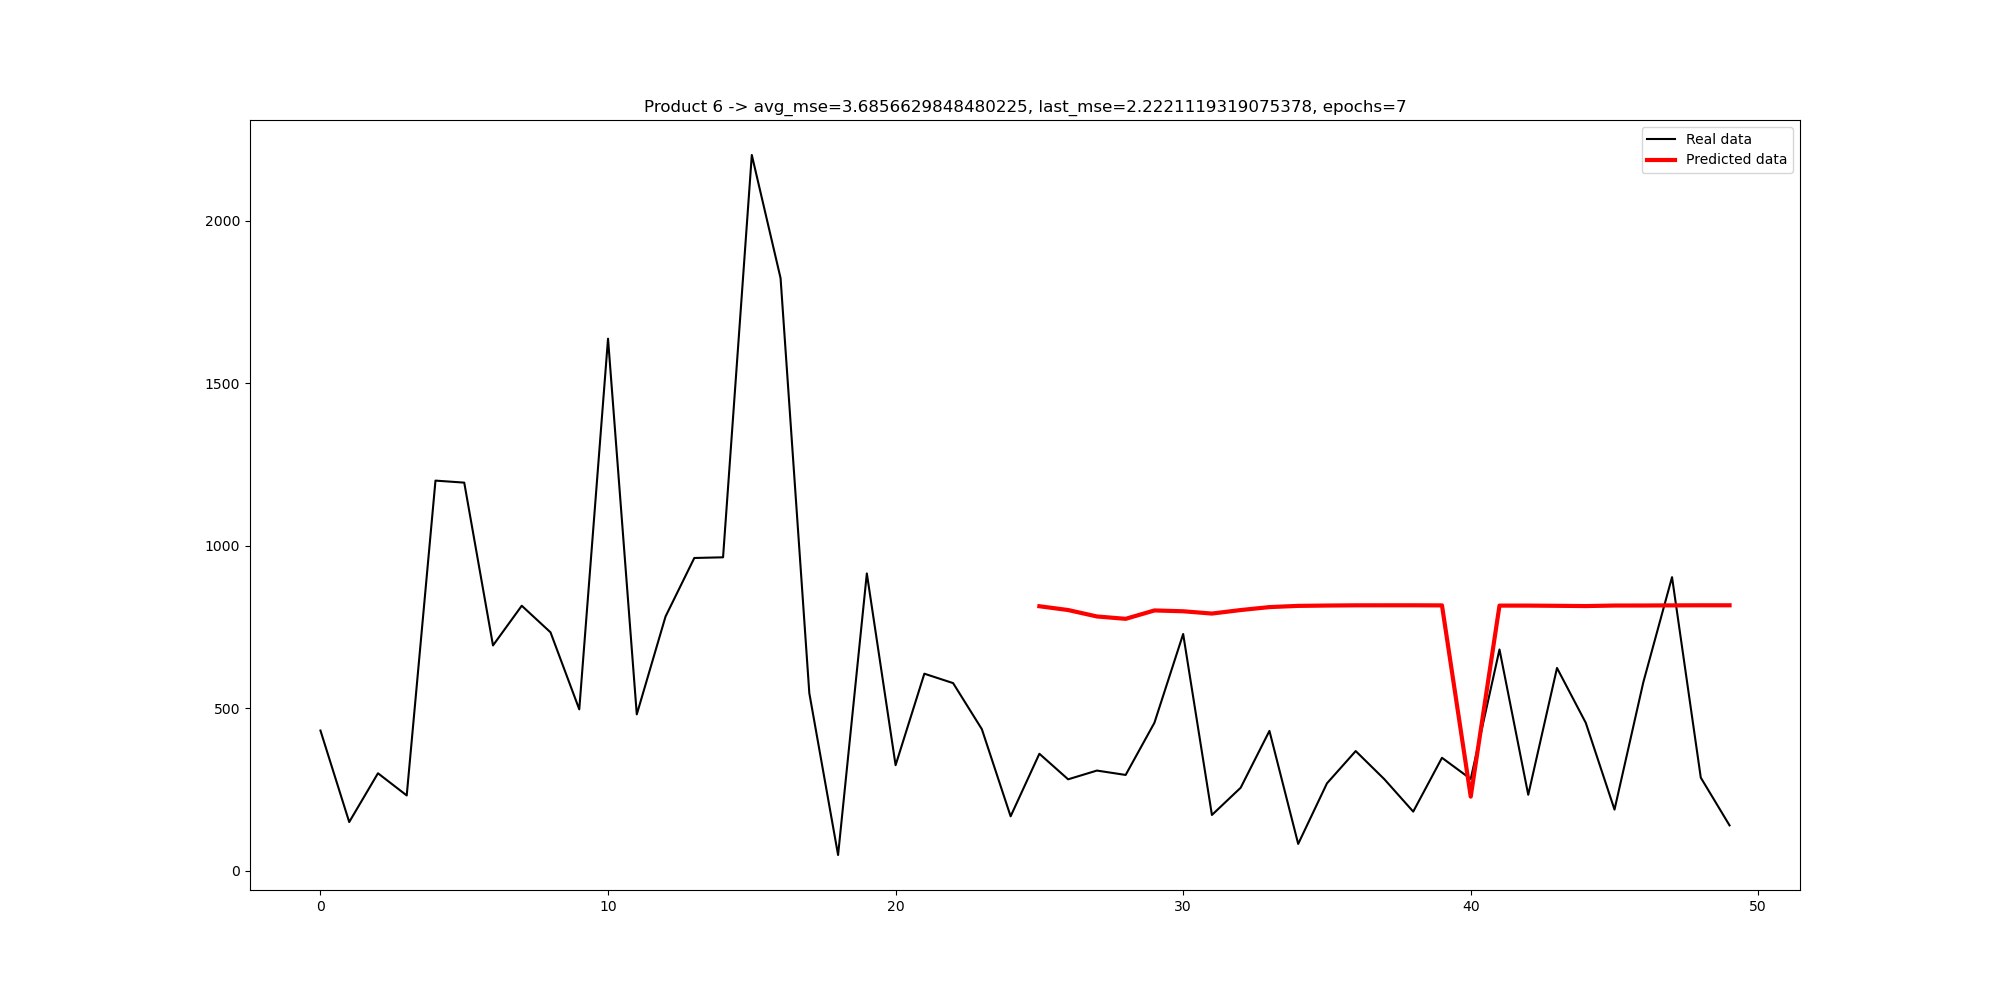 Product 6 -> avg_mse=3.6856629848480225, last_mse=2.2221119319075378, epochs=7
Real data
Predicted data
2000
1500
1000
500
0
0 10 20 30 40 50